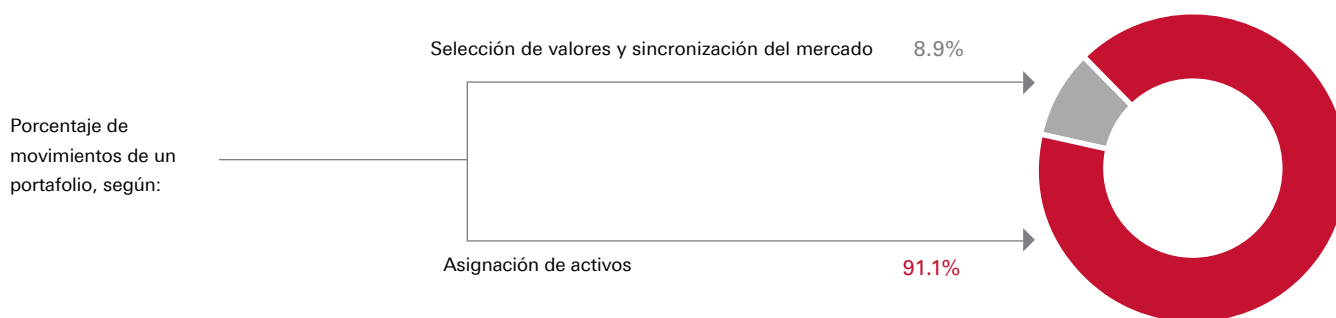 Selección de valores y sincronización del mercado 8.9%
Porcentaje de
movimientos de un
portafolio, según:
Asignación de activos 91.1%